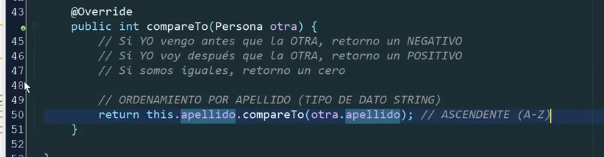 43 @Override
public int compareTo(Persona otra) {
45 // Si YO vengo antes que la OTRA, retorno un NEGATIVO
46 // Si YO voy después que la OTRA, retorno un POSITIVO
47 // Si somos iguales, retorno un cero
48
49 // ORDENAMIENTO POR APELLIDO (TIPO DE DATO STRING)
50 return this.apellido.compareTo(otra.apellido); // ASCENDENTE (A-Z)
51 }
52